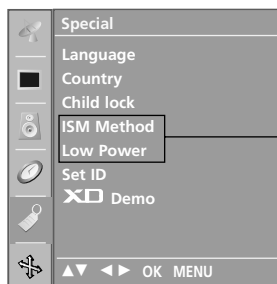 Special
Language
Country
Child lock
ISM Method
Low Power
Set ID
XD Demo
▲▼ ◄► OK MENU